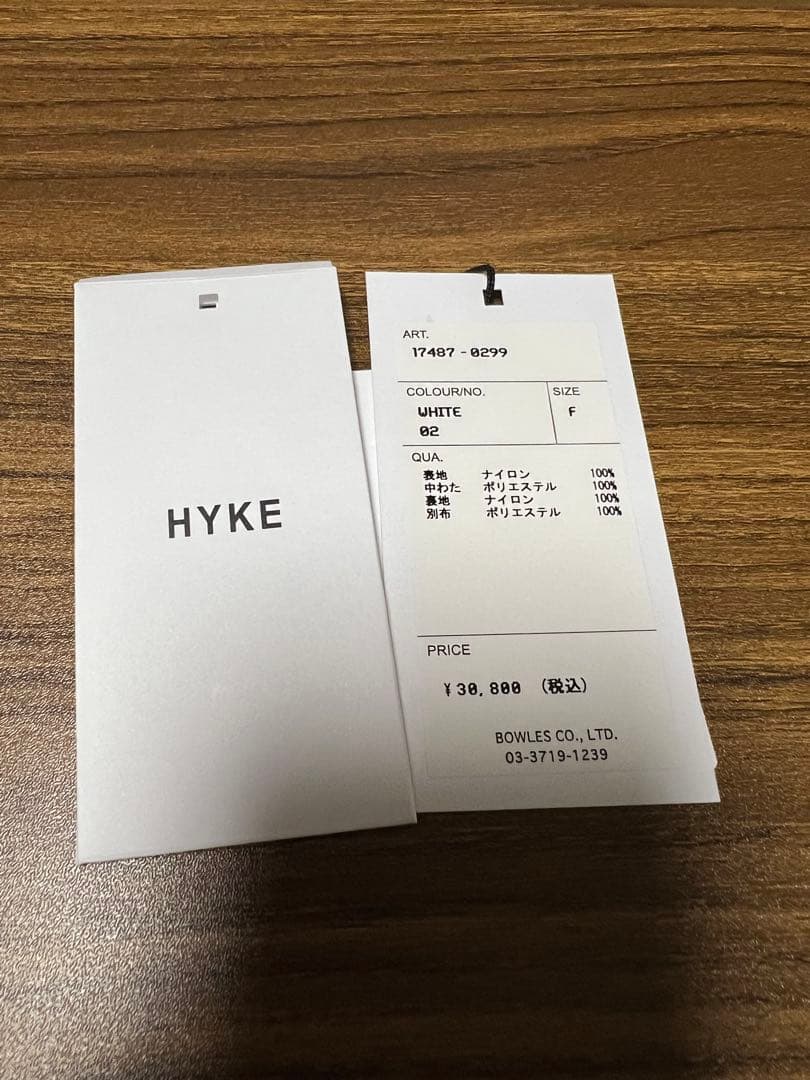 HYKE
ART.
17487-0299
COLOUR/NO. SIZE
WHITE F
02
QUA.
表地 ナイロン 100%
中わた ポリエステル 100%
裏地 ナイロン 100%
別布 ポリエステル 100%
PRICE
¥30,800 (税込)
BOWLES CO., LTD.
03-3719-1239